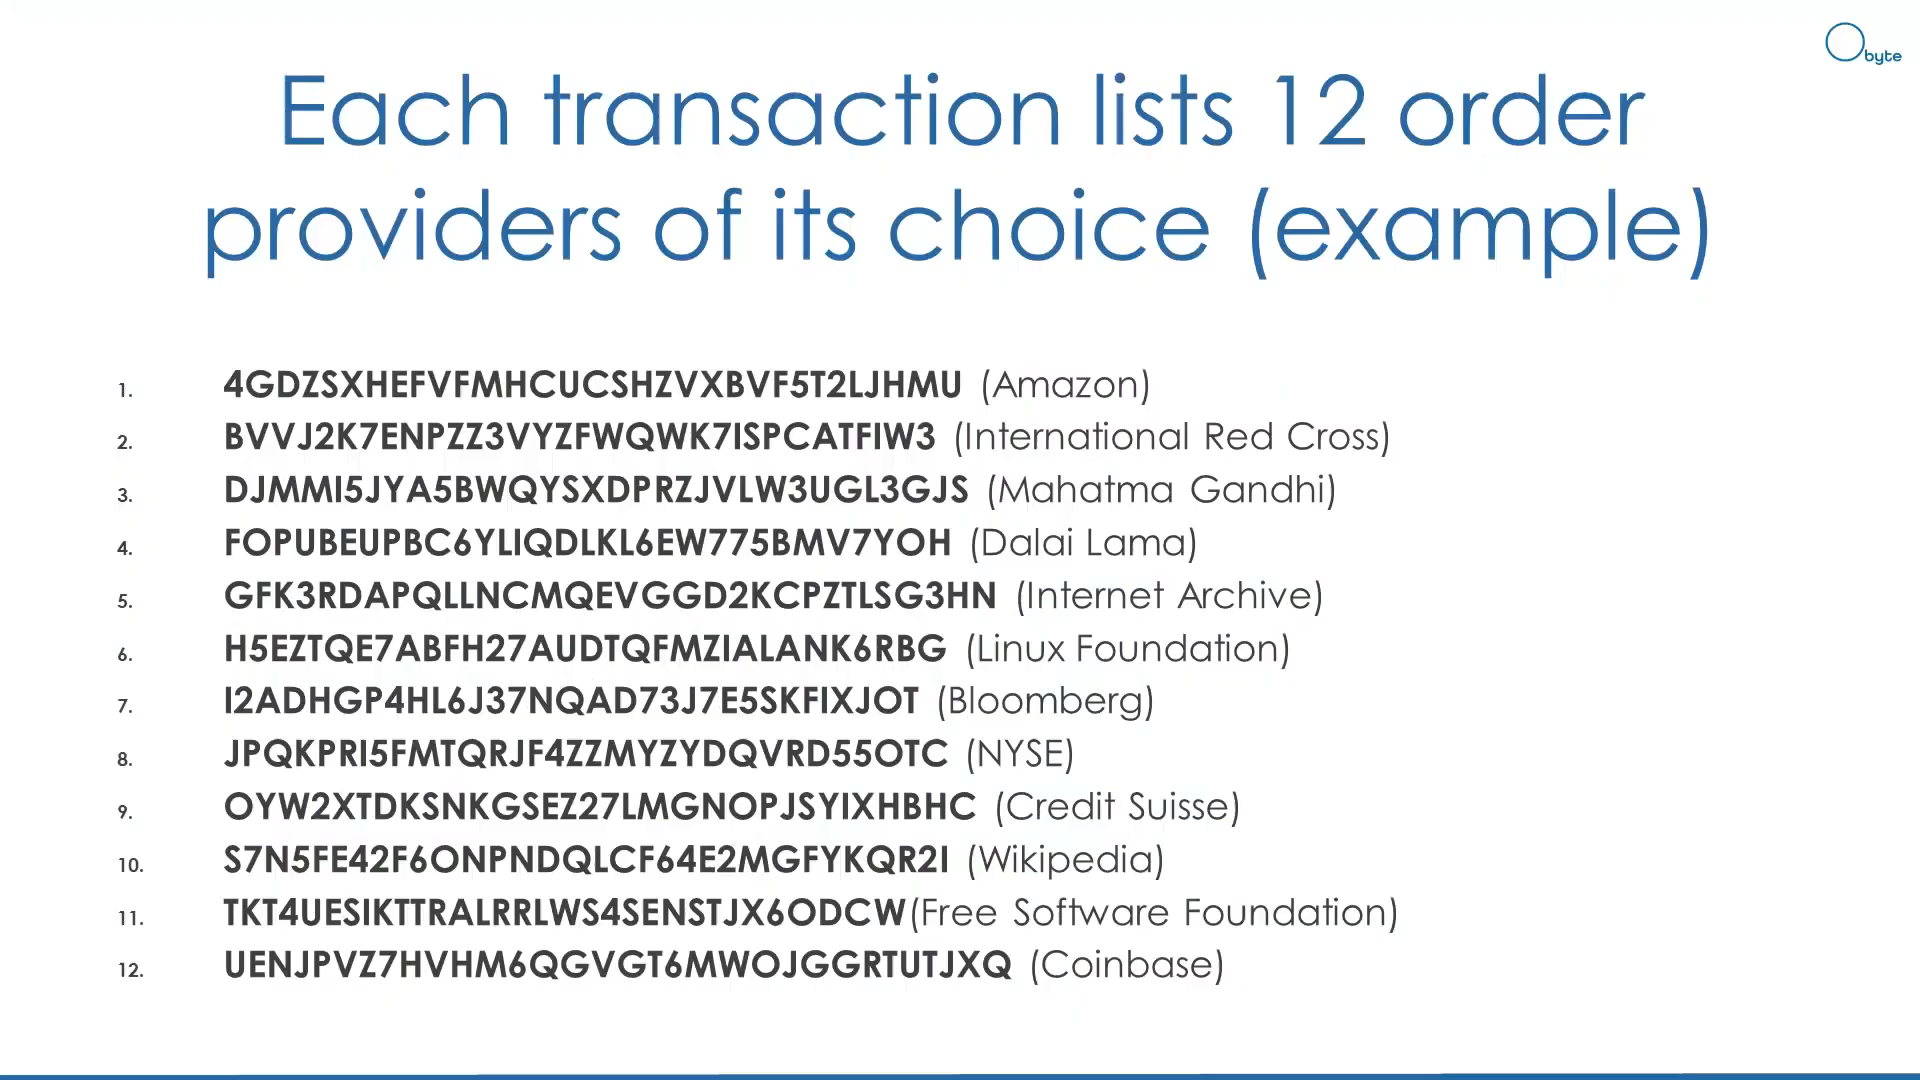 Obyte
Each transaction lists 12 order
providers of its choice (example)
1. 4GDZSXHEFVFMHCUCSHZVXBVF5T2LJHMU (Amazon)
2. BVVJ2K7ENPZZ3VYZFWQWK7ISPCATFIW3 (International Red Cross)
3. DJMMI5JYA5BWQYSXDPRZJVLW3UGL3GJS (Mahatma Gandhi)
4. FOPUBEUPBC6YLIQDLKL6EW775BMV7YOH (Dalai Lama)
5. GFK3RDAPQLLNCMQEVGGD2KCPZTLSG3HN (Internet Archive)
6. H5EZTQE7ABFH27AUDTQFMZIALANK6RBG (Linux Foundation)
7. I2ADHGP4HL6J37NQAD73J7E5SKFIXJOT (Bloomberg)
8. JPQKPRI5FMTQRJF4ZZMYZYDQVRD55OTC (NYSE)
9. OYW2XTDKSNKGSEZ27LMGNOPJSYIXHBHC (Credit Suisse)
10. S7N5FE42F6ONPNDQLCF64E2MGFYKQR2I (Wikipedia)
11. TKT4UESIKTTRALRRLWS4SENSTJX6ODCW(Free Software Foundation)
12. UENJPVZ7HVHM6QGVGT6MWOJGGRTUTJXQ (Coinbase)